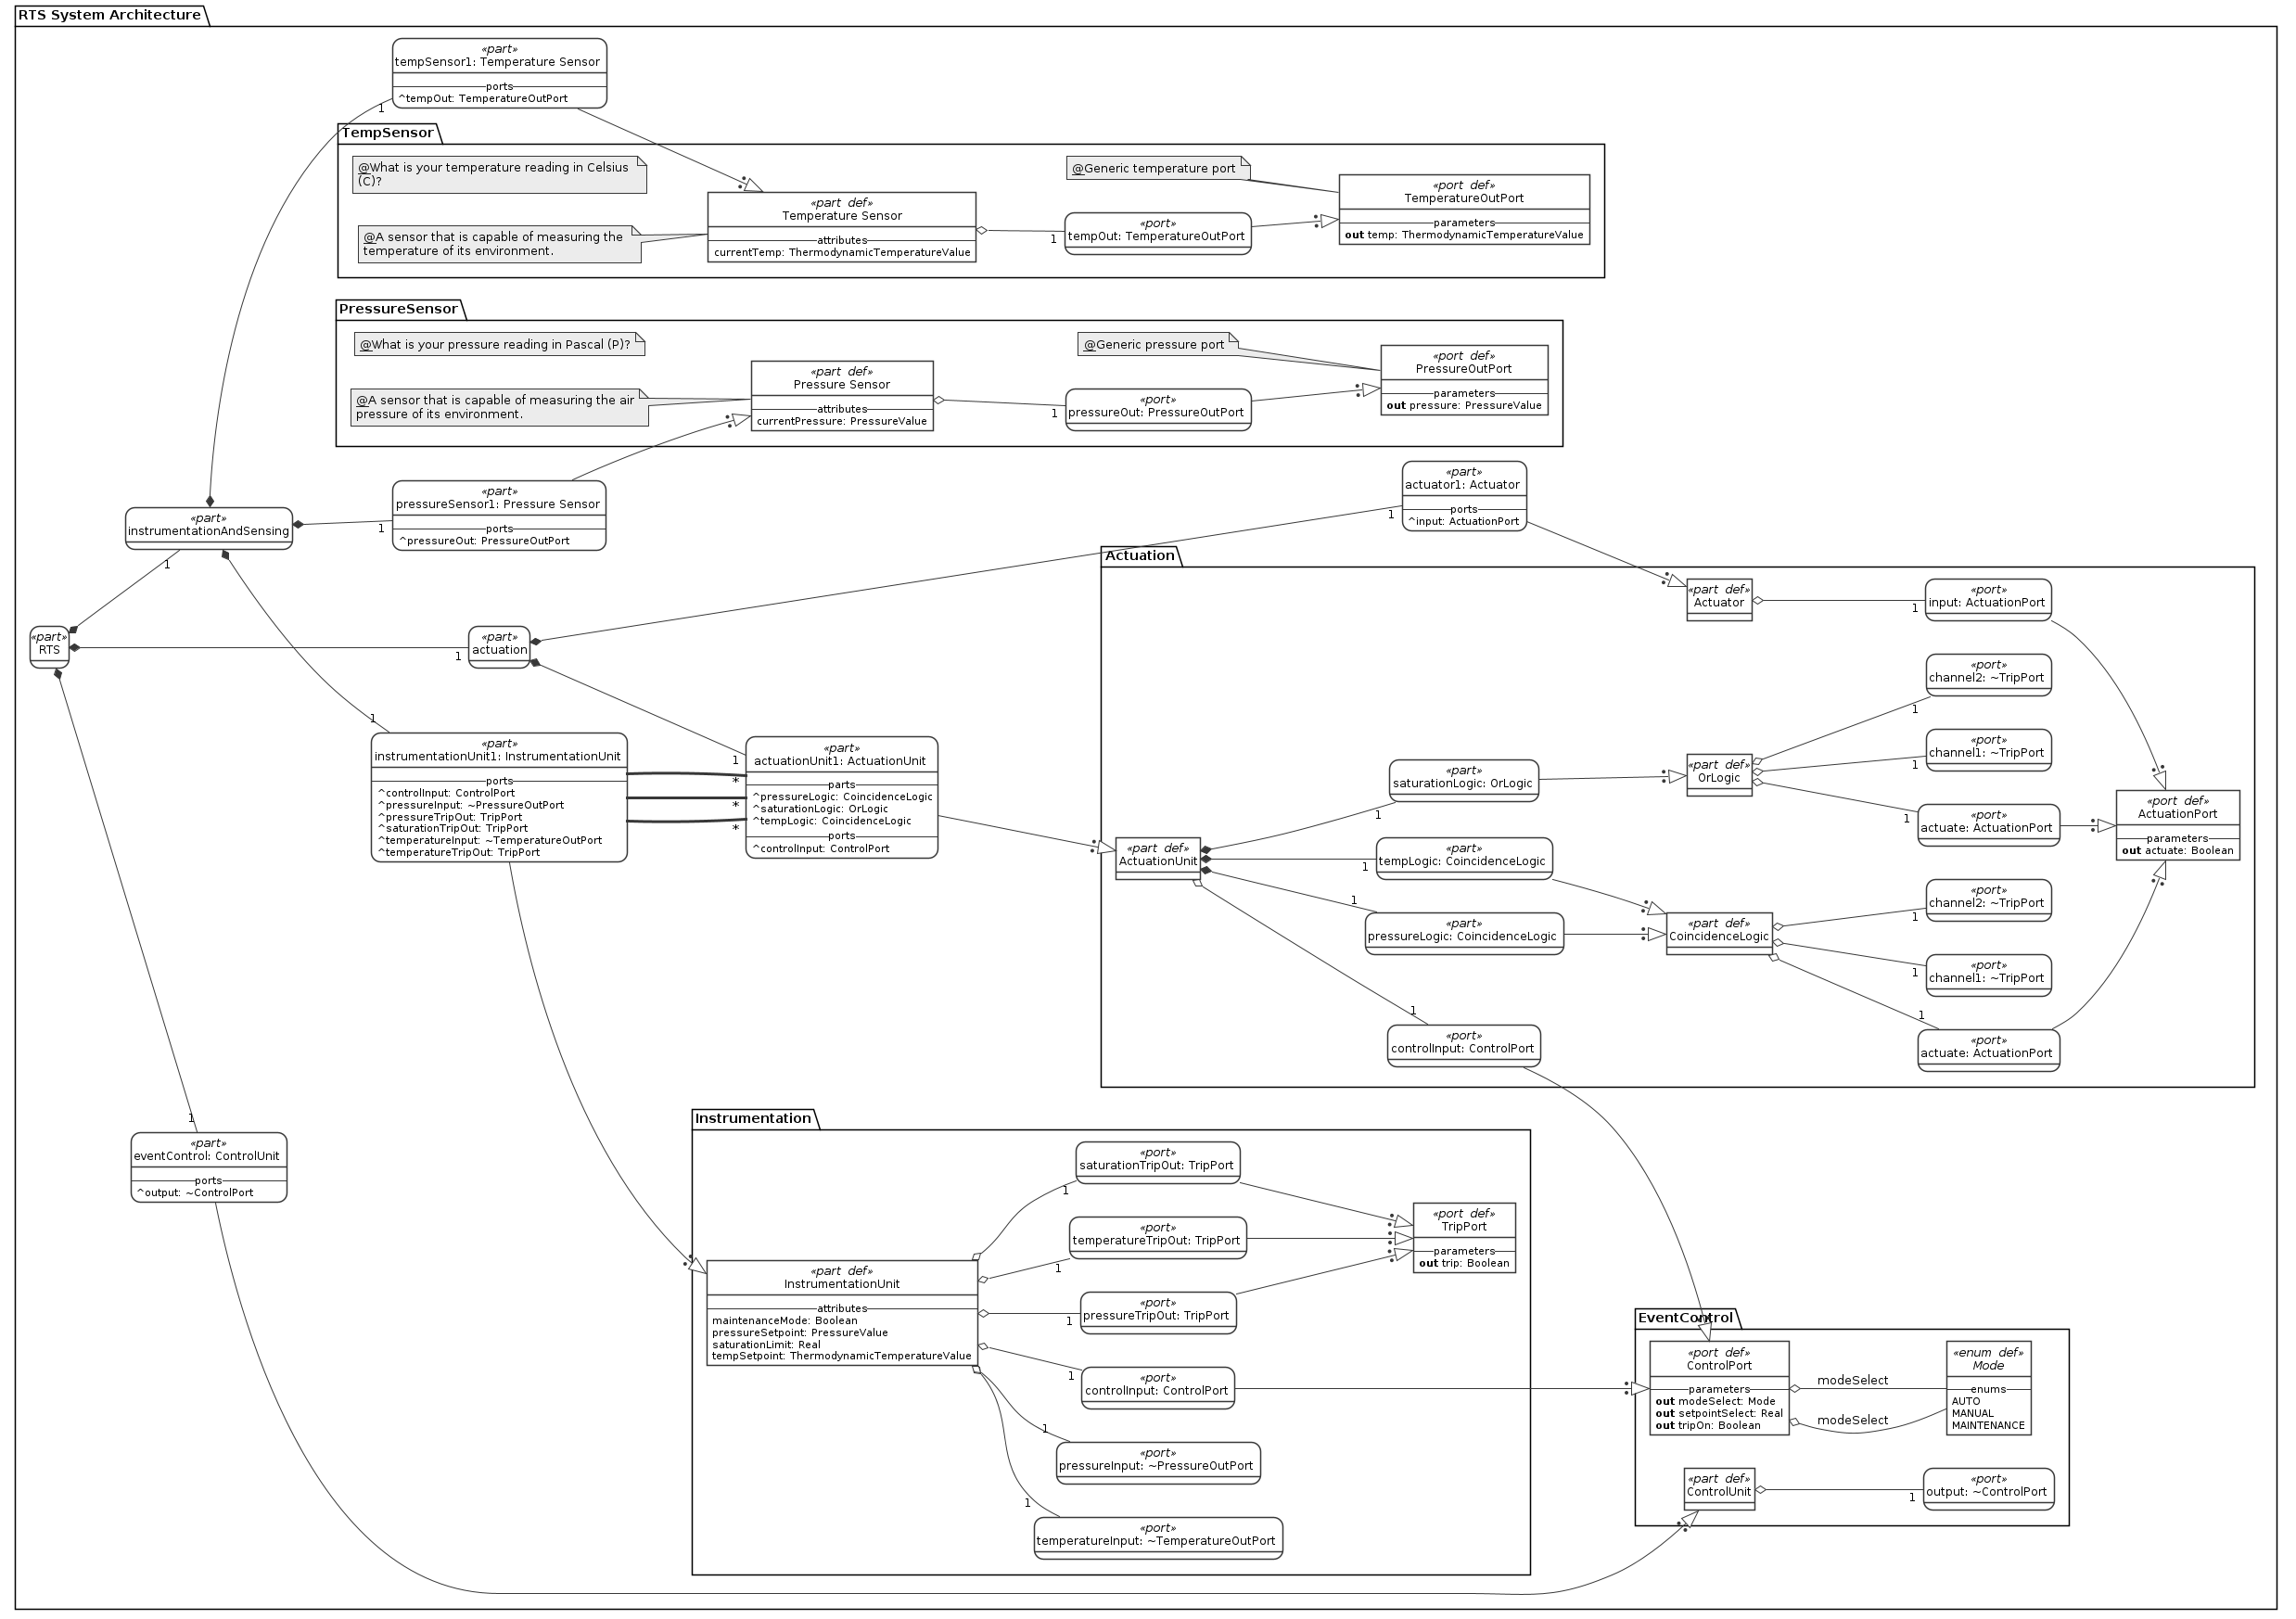 RTS System Architecture
«part»
tempSensor1: Temperature Sensor
ports
^tempOut: TemperatureOutPort
1
TempSensor
@What is your temperature reading in Celsius
(C)?
@A sensor that is capable of measuring the
temperature of its environment.
«part def»
Temperature Sensor
attributes
currentTemp: ThermodynamicTemperatureValue
@Generic temperature port
1
«port»
tempOut: TemperatureOutPort
«port def»
TemperatureOutPort
parameters
out temp: ThermodynamicTemperatureValue
PressureSensor
@What is your pressure reading in Pascal (P)?
@A sensor that is capable of measuring the air
pressure of its environment.
«part def»
Pressure Sensor
attributes
currentPressure: PressureValue
@Generic pressure port
1
«port»
pressureOut: PressureOutPort
«port def»
PressureOutPort
parameters
out pressure: PressureValue
«part»
instrumentationAndSensing
1
1
«part»
pressureSensor1: Pressure Sensor
ports
^pressureOut: PressureOutPort
«part»
actuator1: Actuator
ports
^input: ActuationPort
1
«part»
RTS
1
«part»
actuation
1
«part»
instrumentationUnit1: InstrumentationUnit
ports
^controlInput: ControlPort
^pressureInput: ~PressureOutPort
^pressureTripOut: TripPort
^saturationTripOut: TripPort
^temperatureInput: ~TemperatureOutPort
^temperatureTripOut: TripPort
1
*
*
*
«part»
actuationUnit1: ActuationUnit
parts
^pressureLogic: CoincidenceLogic
^saturationLogic: OrLogic
^tempLogic: CoincidenceLogic
ports
^controlInput: ControlPort
Actuation
«part def»
Actuator
1
«port»
input: ActuationPort
«port»
channel2: ~TripPort
1
«port»
channel1: ~TripPort
1
«part»
saturationLogic: OrLogic
1
«part def»
OrLogic
«port»
actuate: ActuationPort
1
«port def»
ActuationPort
parameters
out actuate: Boolean
«part def»
ActuationUnit
«part»
tempLogic: CoincidenceLogic
1
«part»
pressureLogic: CoincidenceLogic
1
«part def»
CoincidenceLogic
«port»
channel2: ~TripPort
1
«port»
channel1: ~TripPort
1
«port»
actuate: ActuationPort
1
1
«port»
controlInput: ControlPort
1
«part»
eventControl: ControlUnit
ports
^output: ~ControlPort
Instrumentation
«part def»
InstrumentationUnit
attributes
maintenanceMode: Boolean
pressureSetpoint: PressureValue
saturationLimit: Real
tempSetpoint: ThermodynamicTemperatureValue
«port»
saturationTripOut: TripPort
1
«port»
temperatureTripOut: TripPort
1
«port»
pressureTripOut: TripPort
1
«port def»
TripPort
parameters
out trip: Boolean
«port»
controlInput: ControlPort
1
«port»
pressureInput: ~PressureOutPort
1
«port»
temperatureInput: ~TemperatureOutPort
1
EventControl
«port def»
ControlPort
parameters
out modeSelect: Mode
out setpointSelect: Real
out tripOn: Boolean
modeSelect
modeSelect
«enum def»
Mode
enums
AUTO
MANUAL
MAINTENANCE
«part def»
ControlUnit
1
«port»
output: ~ControlPort